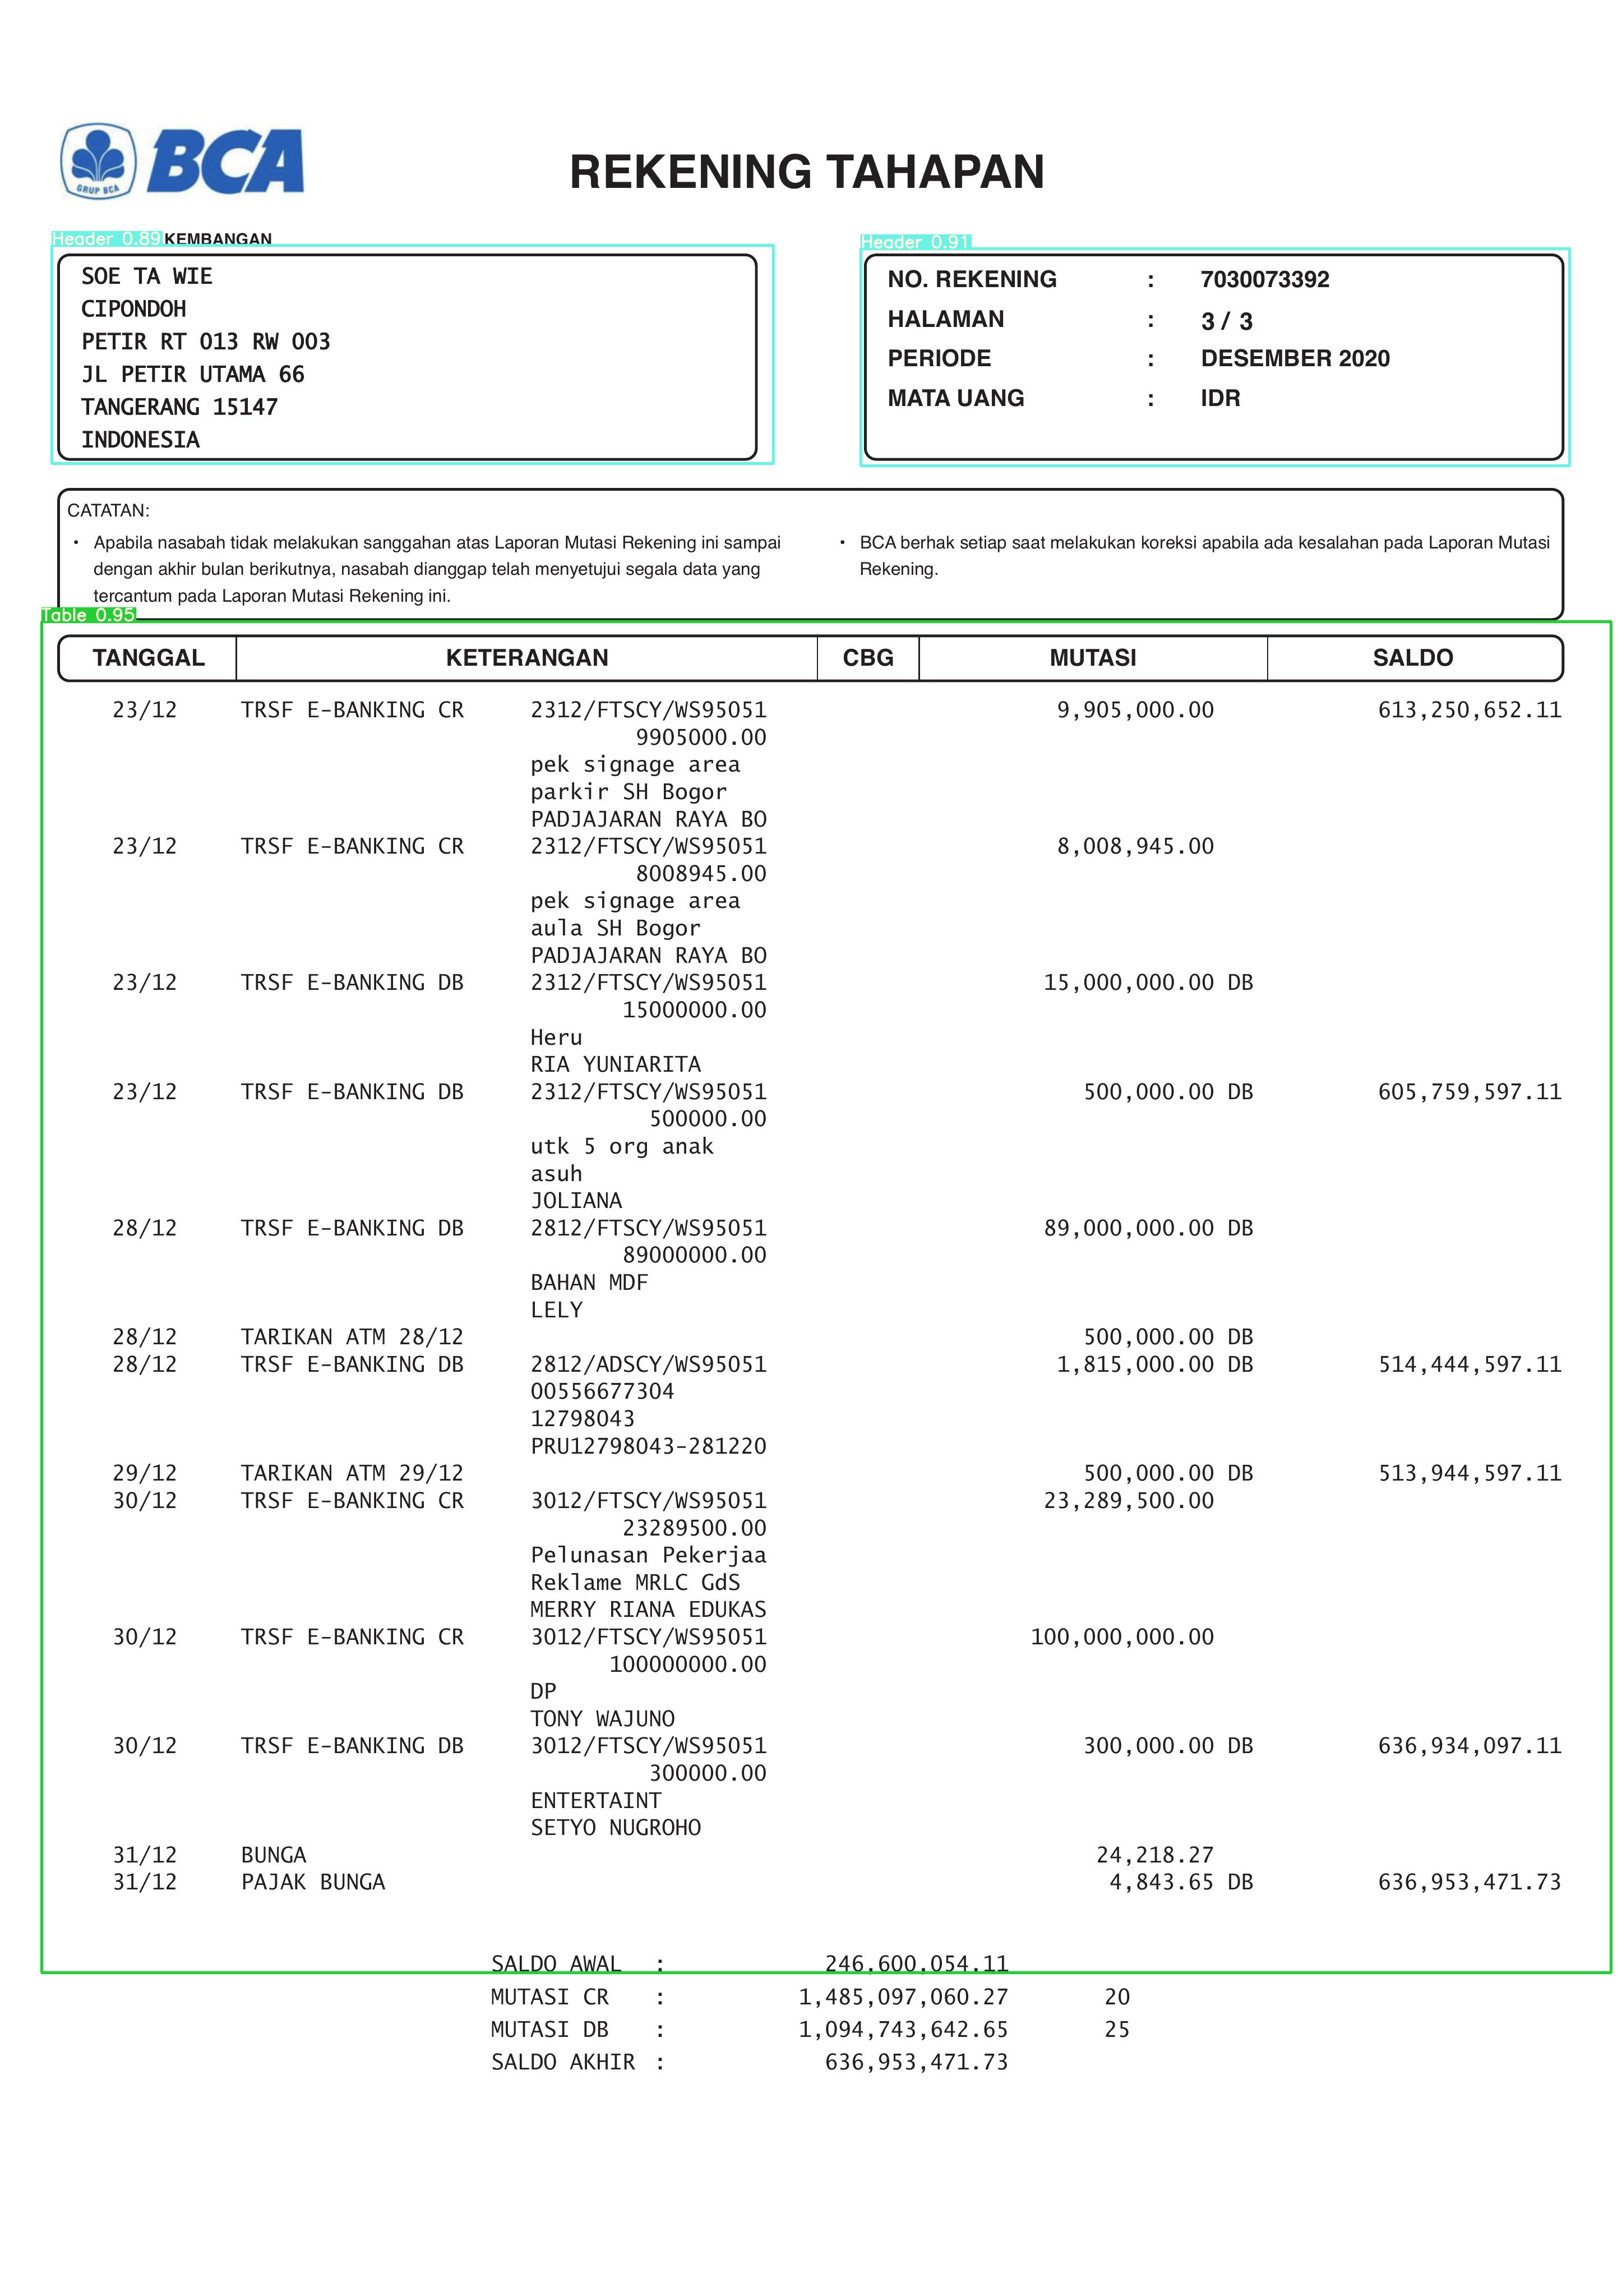 GRUP BCA
BCA
REKENING TAHAPAN
Header 0.89 KEMBANGAN
SOE TA WIE
CIPONDOH
PETIR RT 013 RW 003
JL PETIR UTAMA 66
TANGERANG 15147
INDONESIA
Header 0.91
NO. REKENING : 7030073392
HALAMAN : 3 / 3
PERIODE : DESEMBER 2020
MATA UANG : IDR
CATATAN:
• Apabila nasabah tidak melakukan sanggahan atas Laporan Mutasi Rekening ini sampai
dengan akhir bulan berikutnya, nasabah dianggap telah menyetujui segala data yang
tercantum pada Laporan Mutasi Rekening ini.
• BCA berhak setiap saat melakukan koreksi apabila ada kesalahan pada Laporan Mutasi
Rekening.
Table 0.95
TANGGAL KETERANGAN CBG MUTASI SALDO
23/12 TRSF E-BANKING CR 2312/FTSCY/WS95051 9,905,000.00 613,250,652.11
9905000.00
pek signage area
parkir SH Bogor
PADJAJARAN RAYA BO
23/12 TRSF E-BANKING CR 2312/FTSCY/WS95051 8,008,945.00
8008945.00
pek signage area
aula SH Bogor
PADJAJARAN RAYA BO
23/12 TRSF E-BANKING DB 2312/FTSCY/WS95051 15,000,000.00 DB
15000000.00
Heru
RIA YUNIARITA
23/12 TRSF E-BANKING DB 2312/FTSCY/WS95051 500,000.00 DB 605,759,597.11
500000.00
utk 5 org anak
asuh
JOLIANA
28/12 TRSF E-BANKING DB 2812/FTSCY/WS95051 89,000,000.00 DB
89000000.00
BAHAN MDF
LELY
28/12 TARIKAN ATM 28/12 500,000.00 DB
28/12 TRSF E-BANKING DB 2812/ADSCY/WS95051 1,815,000.00 DB 514,444,597.11
00556677304
12798043
PRU12798043-281220
29/12 TARIKAN ATM 29/12 500,000.00 DB 513,944,597.11
30/12 TRSF E-BANKING CR 3012/FTSCY/WS95051 23,289,500.00
23289500.00
Pelunasan Pekerjaa
Reklame MRLC GdS
MERRY RIANA EDUKAS
30/12 TRSF E-BANKING CR 3012/FTSCY/WS95051 100,000,000.00
100000000.00
DP
TONY WAJUNO
30/12 TRSF E-BANKING DB 3012/FTSCY/WS95051 300,000.00 DB 636,934,097.11
300000.00
ENTERTAINT
SETYO NUGROHO
31/12 BUNGA 24,218.27
31/12 PAJAK BUNGA 4,843.65 DB 636,953,471.73
SALDO AWAL : 246,600,054.11
MUTASI CR : 1,485,097,060.27 20
MUTASI DB : 1,094,743,642.65 25
SALDO AKHIR : 636,953,471.73